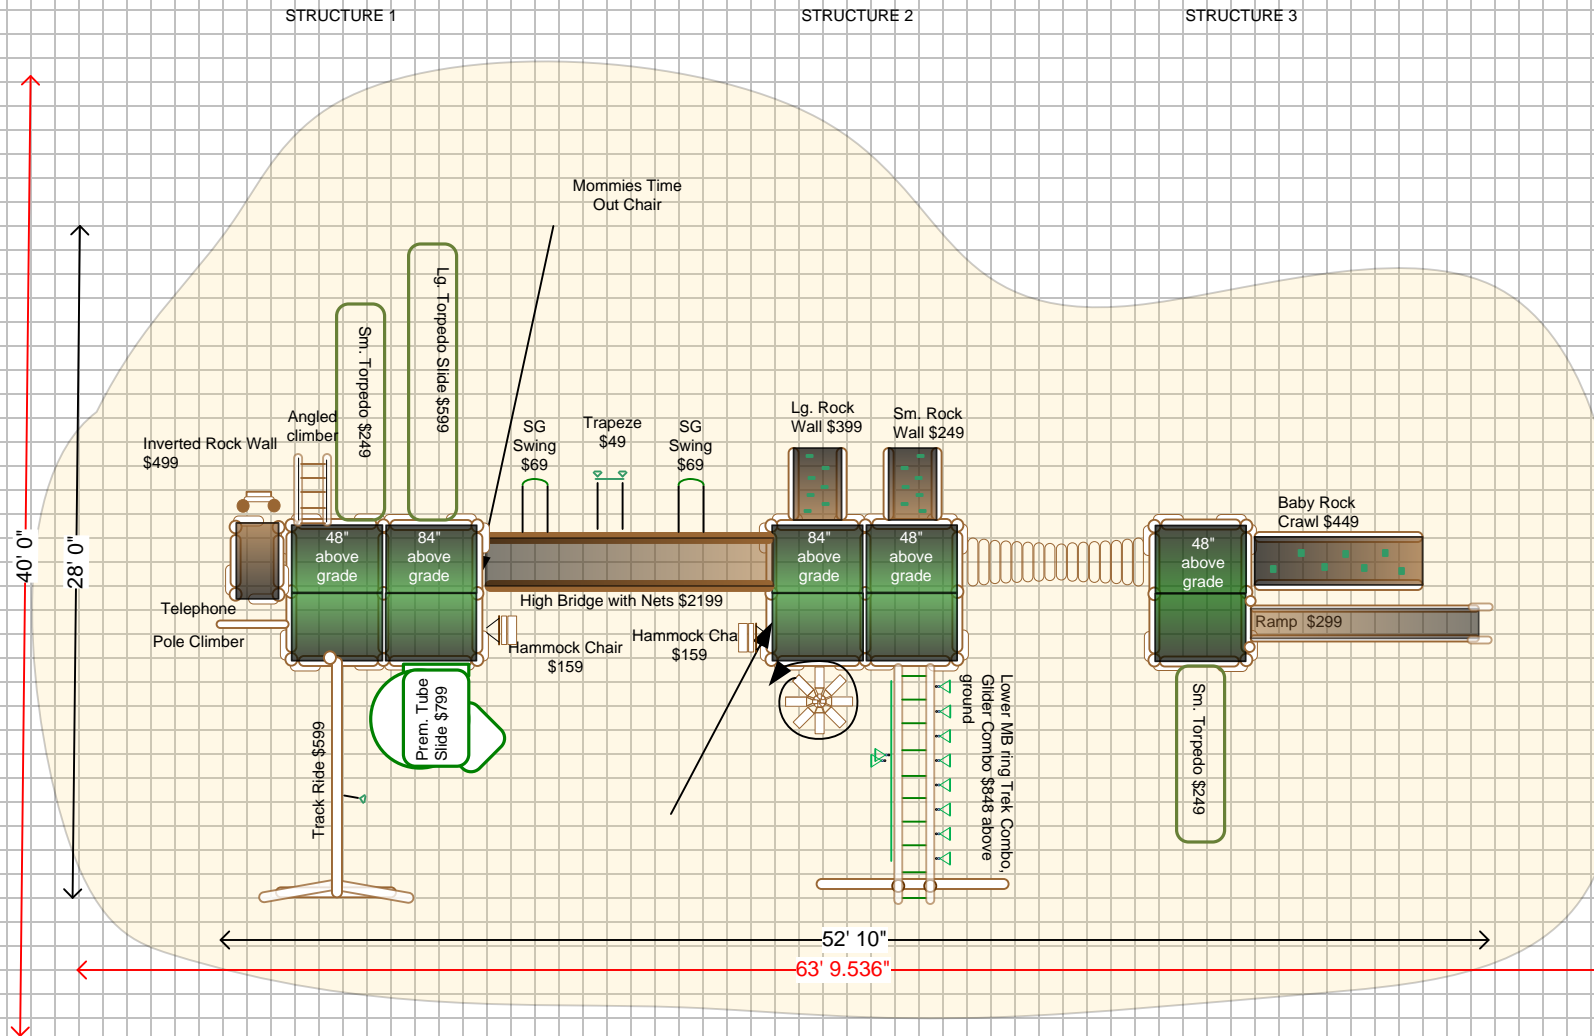 STRUCTURE 1
STRUCTURE 2
STRUCTURE 3
Mommies Time
Out Chair
Lg. Torpedo Slide $599
Sm. Torpedo $249
Angled
climber
Inverted Rock Wall
$499
SG
Swing
$69
Trapeze
$49
SG
Swing
$69
Lg. Rock
Wall $399
Sm. Rock
Wall $249
Baby Rock
Crawl $449
48"
above
grade
84"
above
grade
84"
above
grade
48"
above
grade
48"
above
grade
40' 0"
28' 0"
High Bridge with Nets $2199
Telephone
Pole Climber
Ramp $299
Hammock Chair
$159
Hammock Cha
$159
Prem. Tube
Slide $799
Track Ride $599
Lower MB ring Trek Combo,
Glider Combo $848 above
ground
Sm. Torpedo $249
52' 10"
63' 9.536"